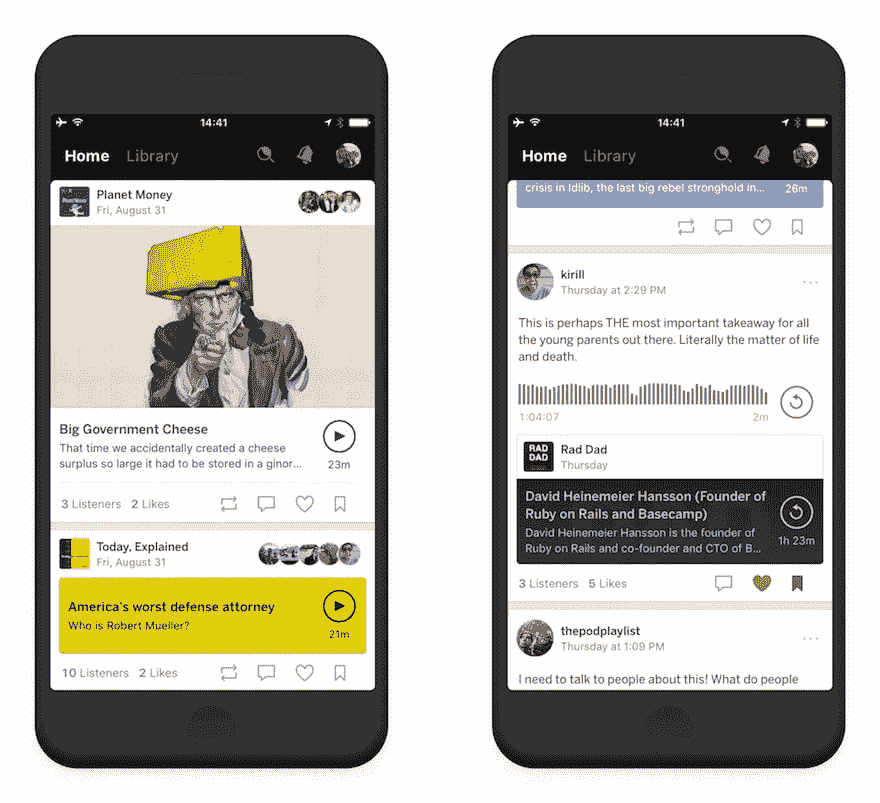 14:41
Home Library
Planet Money
Fri, August 31
Big Government Cheese
That time we accidentally created a cheese
surplus so large it had to be stored in a ginor...
23m
3 Listeners 2 Likes
Today, Explained
Fri, August 31
America's worst defense attorney
Who is Robert Mueller?
21m
10 Listeners 2 Likes
14:41
Home Library
crisis in Idlib, the last big rebel stronghold in...
26m
kirill
Thursday at 2:29 PM
This is perhaps THE most important takeaway for all
the young parents out there. Literally the matter of life
and death.
1:04:07
2m
RAD
DAD
Rad Dad
Thursday
David Heinemeier Hansson (Founder of
Ruby on Rails and Basecamp)
David Heinemeier Hansson is the founder of
Ruby on Rails and co-founder and CTO of B...
1h 23m
3 Listeners 5 Likes
thepodplaylist
Thursday at 1:09 PM
I need to talk to people about this! What do people